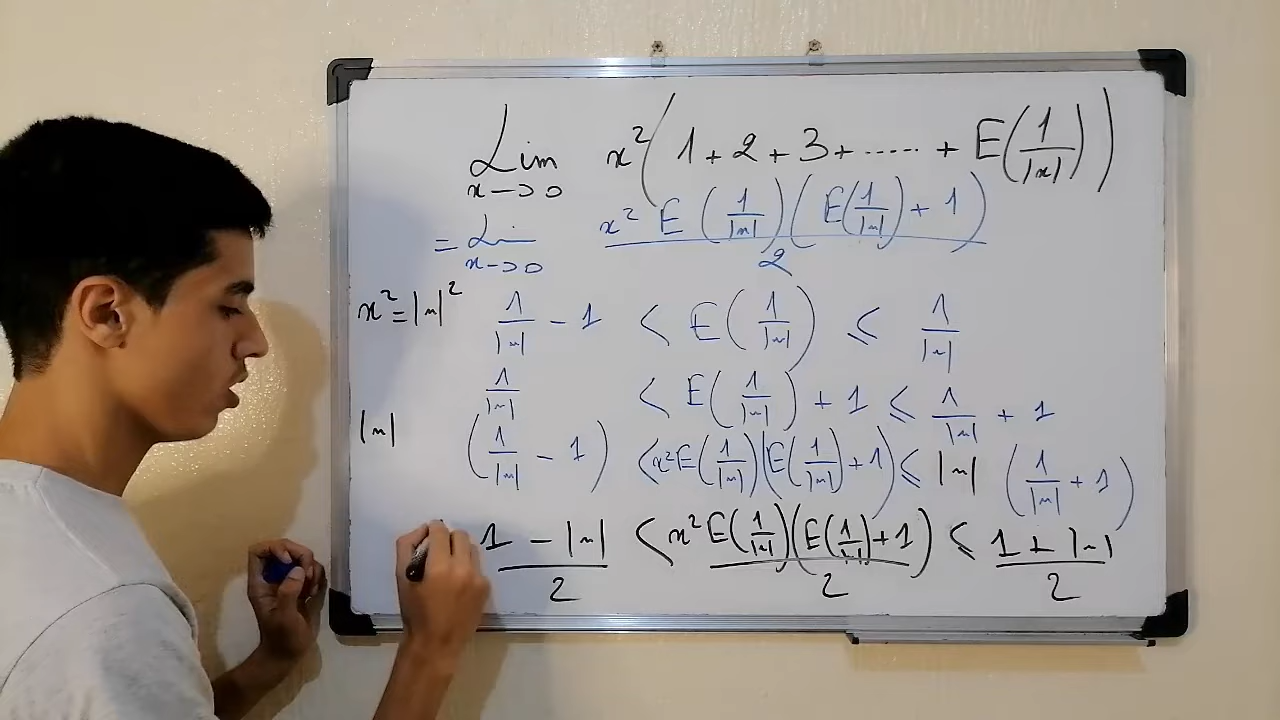 Lim x→0 x²(1 + 2 + 3 + ..... + E(1/|x|))
= Lim x→0 x² E(1/|x|)(E(1/|x|) + 1) / 2
x² = |x|² 1/|x| - 1 < E(1/|x|) ⩽ 1/|x|
1/|x| < E(1/|x|) + 1 ⩽ 1/|x| + 1
|x| (1/|x| - 1) < x² E(1/|x|)(E(1/|x|) + 1) ⩽ |x| (1/|x| + 1)
1 - |x| / 2 < x² E(1/|x|)(E(1/|x|) + 1) / 2 ⩽ 1 + |x| / 2